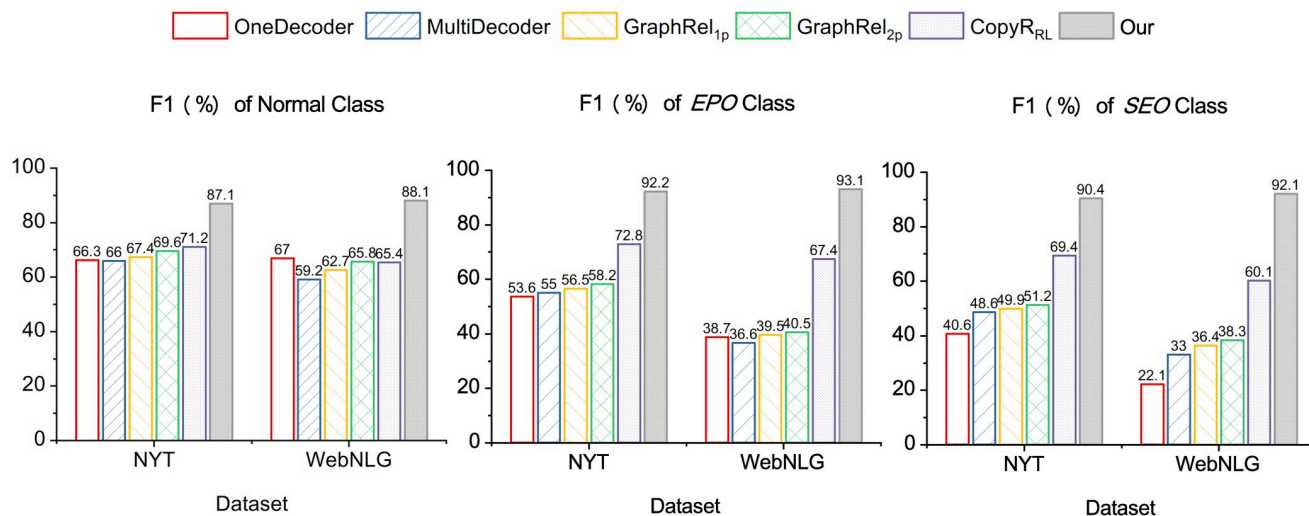 OneDecoder MultiDecoder GraphRel1p GraphRel2p CopyRRL Our
F1 ( %) of Normal Class
100
80
60
40
20
0
66.3 66 67.4 69.6 71.2 87.1
67 59.2 62.7 65.8 65.4 88.1
NYT WebNLG
Dataset
F1 ( %) of EPO Class
100
80
60
40
20
0
53.6 55 56.5 58.2 72.8 92.2
38.7 36.6 39.5 40.5 67.4 93.1
NYT WebNLG
Dataset
F1 ( %) of SEO Class
100
80
60
40
20
0
40.6 48.6 49.9 51.2 69.4 90.4
22.1 33 36.4 38.3 60.1 92.1
NYT WebNLG
Dataset